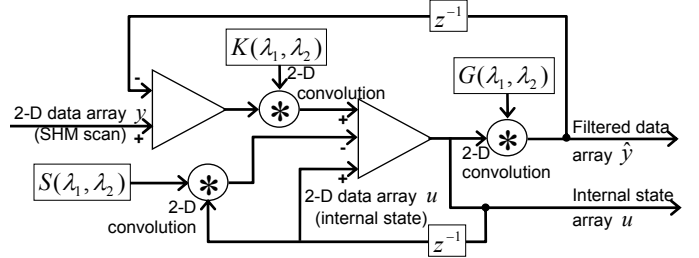 z⁻¹
K(λ₁, λ₂)
2-D
convolution
G(λ₁, λ₂)
2-D data array y
(SHM scan)
-
+
+
-
+
*
*
2-D
convolution
Filtered data
array ŷ
S(λ₁, λ₂)
*
2-D
convolution
2-D data array u
(internal state)
Internal state
array u
z⁻¹